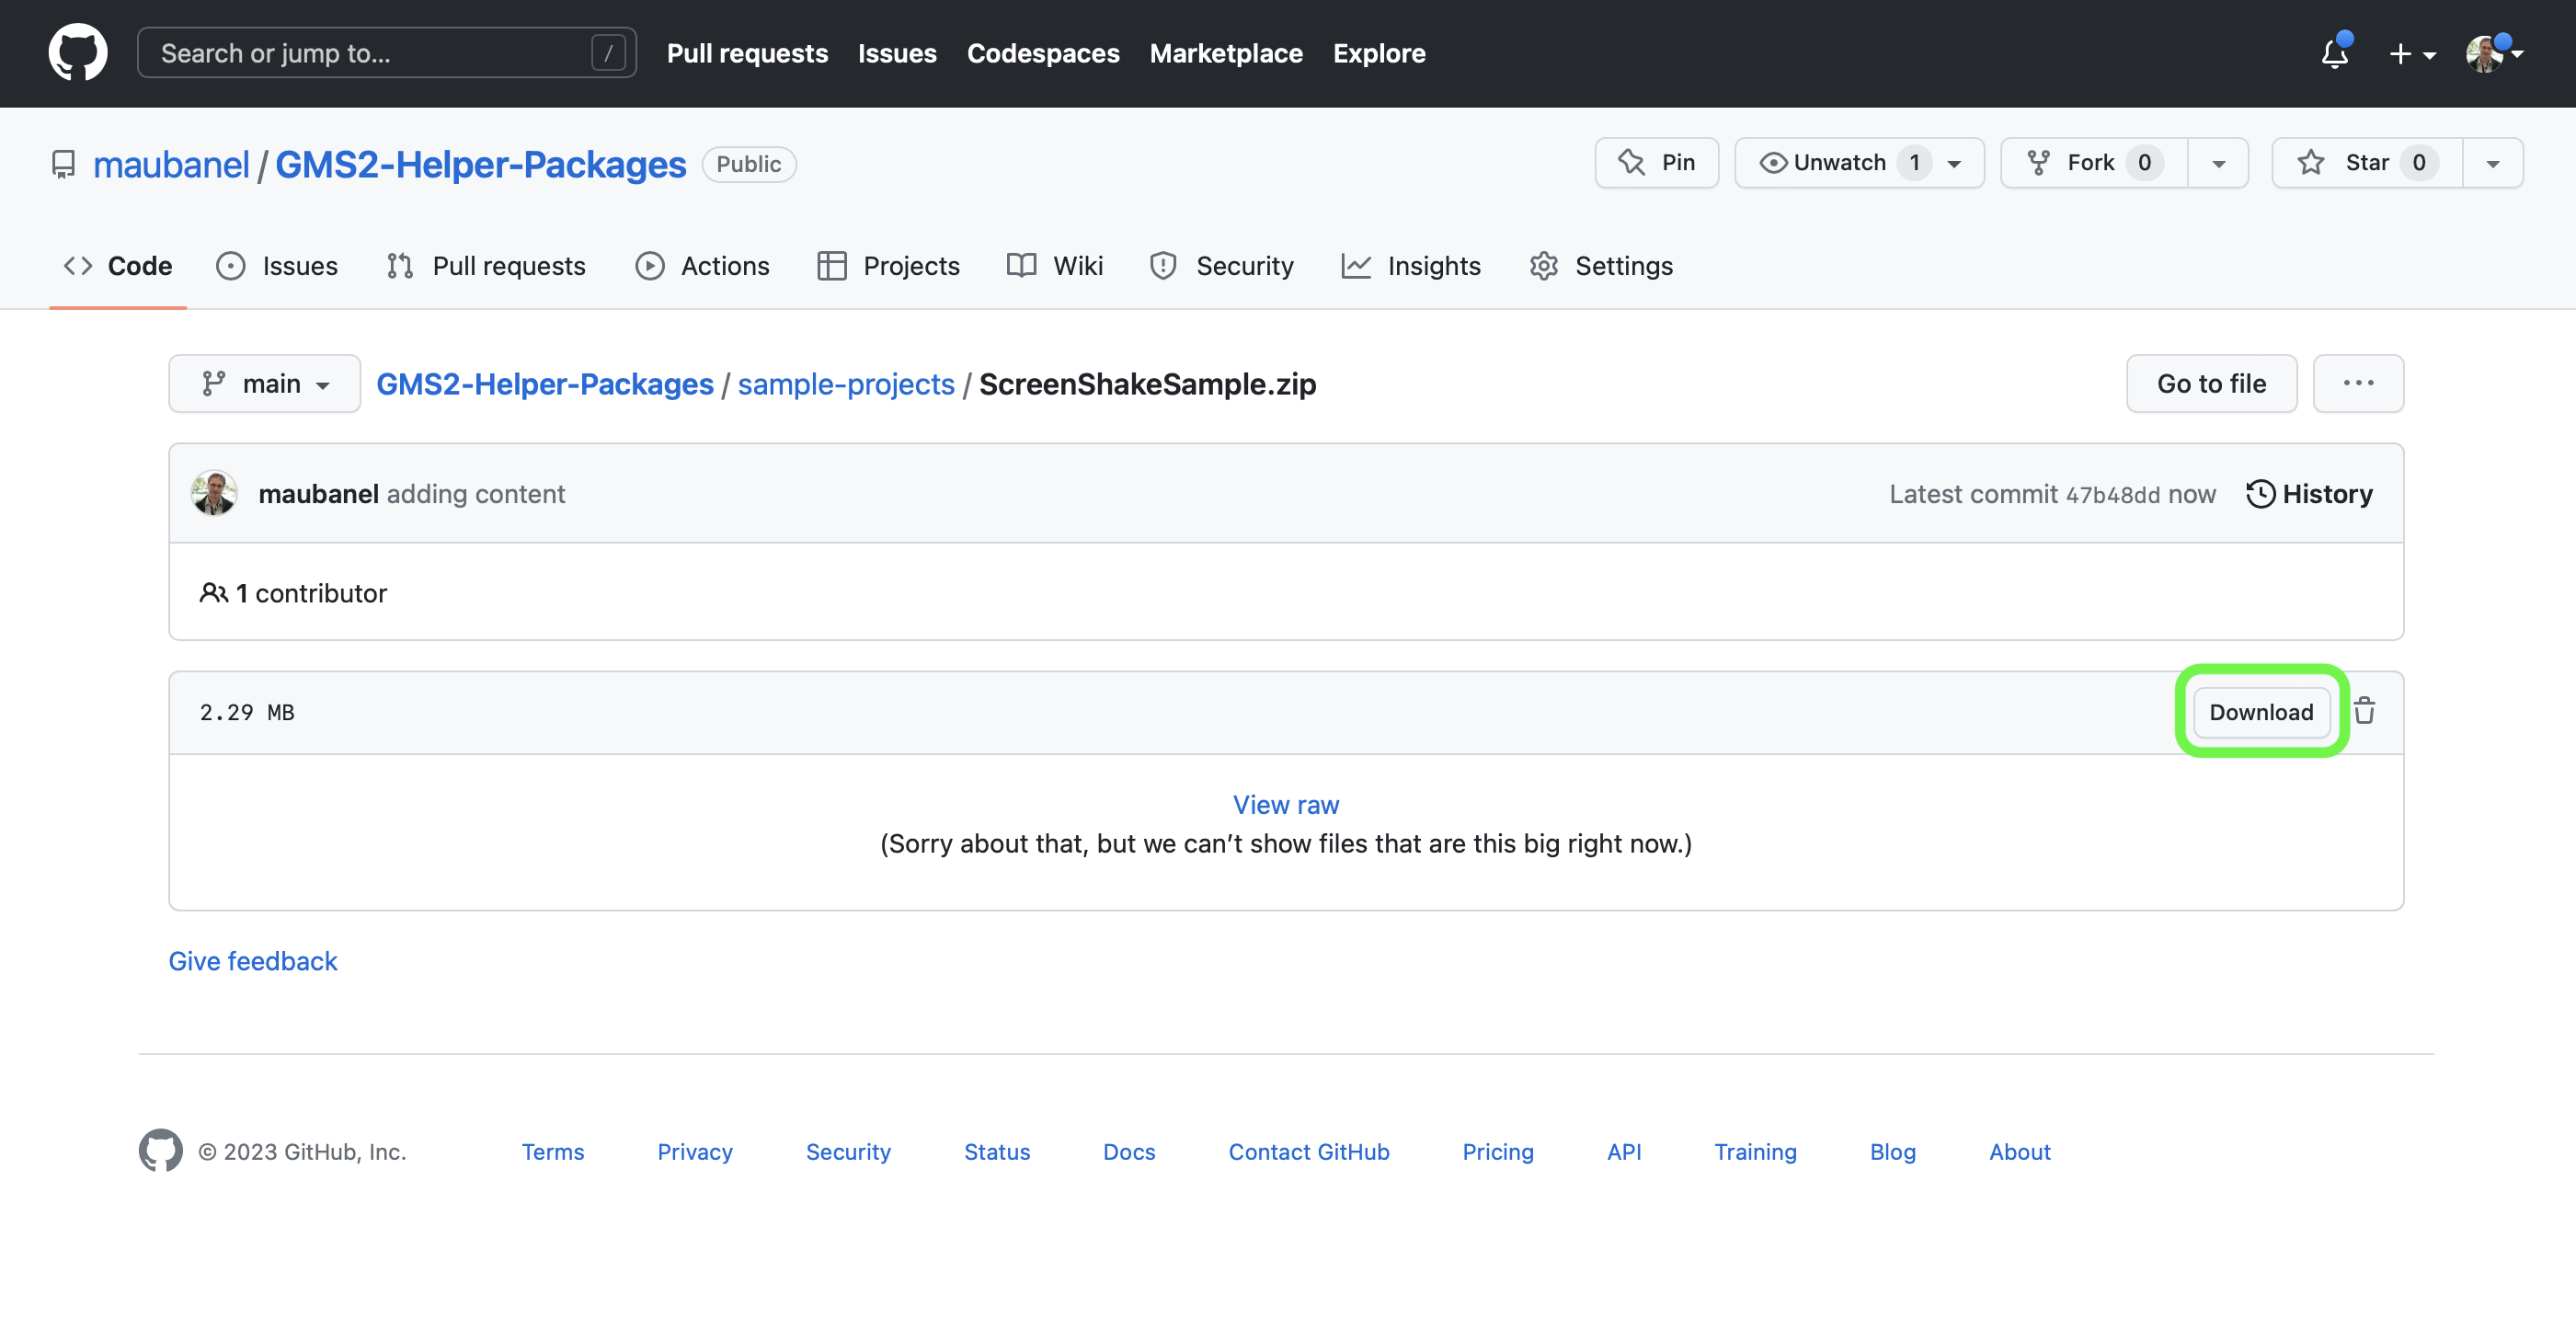 Search or jump to... /
Pull requests Issues Codespaces Marketplace Explore
maubanel / GMS2-Helper-Packages Public
Pin Unwatch 1 Fork 0 Star 0
Code Issues Pull requests Actions Projects Wiki Security Insights Settings
main GMS2-Helper-Packages / sample-projects / ScreenShakeSample.zip Go to file ...
maubanel adding content Latest commit 47b48dd now History
1 contributor
2.29 MB Download
View raw
(Sorry about that, but we can’t show files that are this big right now.)
Give feedback
© 2023 GitHub, Inc. Terms Privacy Security Status Docs Contact GitHub Pricing API Training Blog About